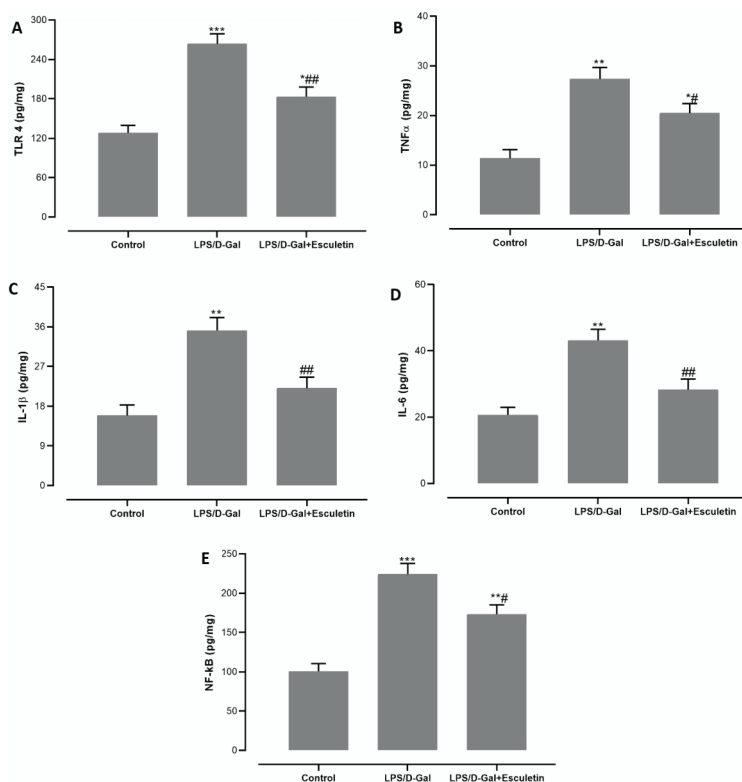 A
TLR 4 (pg/mg)
300
240
180
120
60
0
***
*##
Control
LPS/D-Gal
LPS/D-Gal+Esculetin
B
TNFα (pg/mg)
40
30
20
10
0
**
*#
Control
LPS/D-Gal
LPS/D-Gal+Esculetin
C
IL-1β (pg/mg)
45
36
27
18
9
0
**
##
Control
LPS/D-Gal
LPS/D-Gal+Esculetin
D
IL-6 (pg/mg)
60
40
20
0
**
##
Control
LPS/D-Gal
LPS/D-Gal+Esculetin
E
NF-kB (pg/mg)
250
200
150
100
50
0
***
**#
Control
LPS/D-Gal
LPS/D-Gal+Esculetin